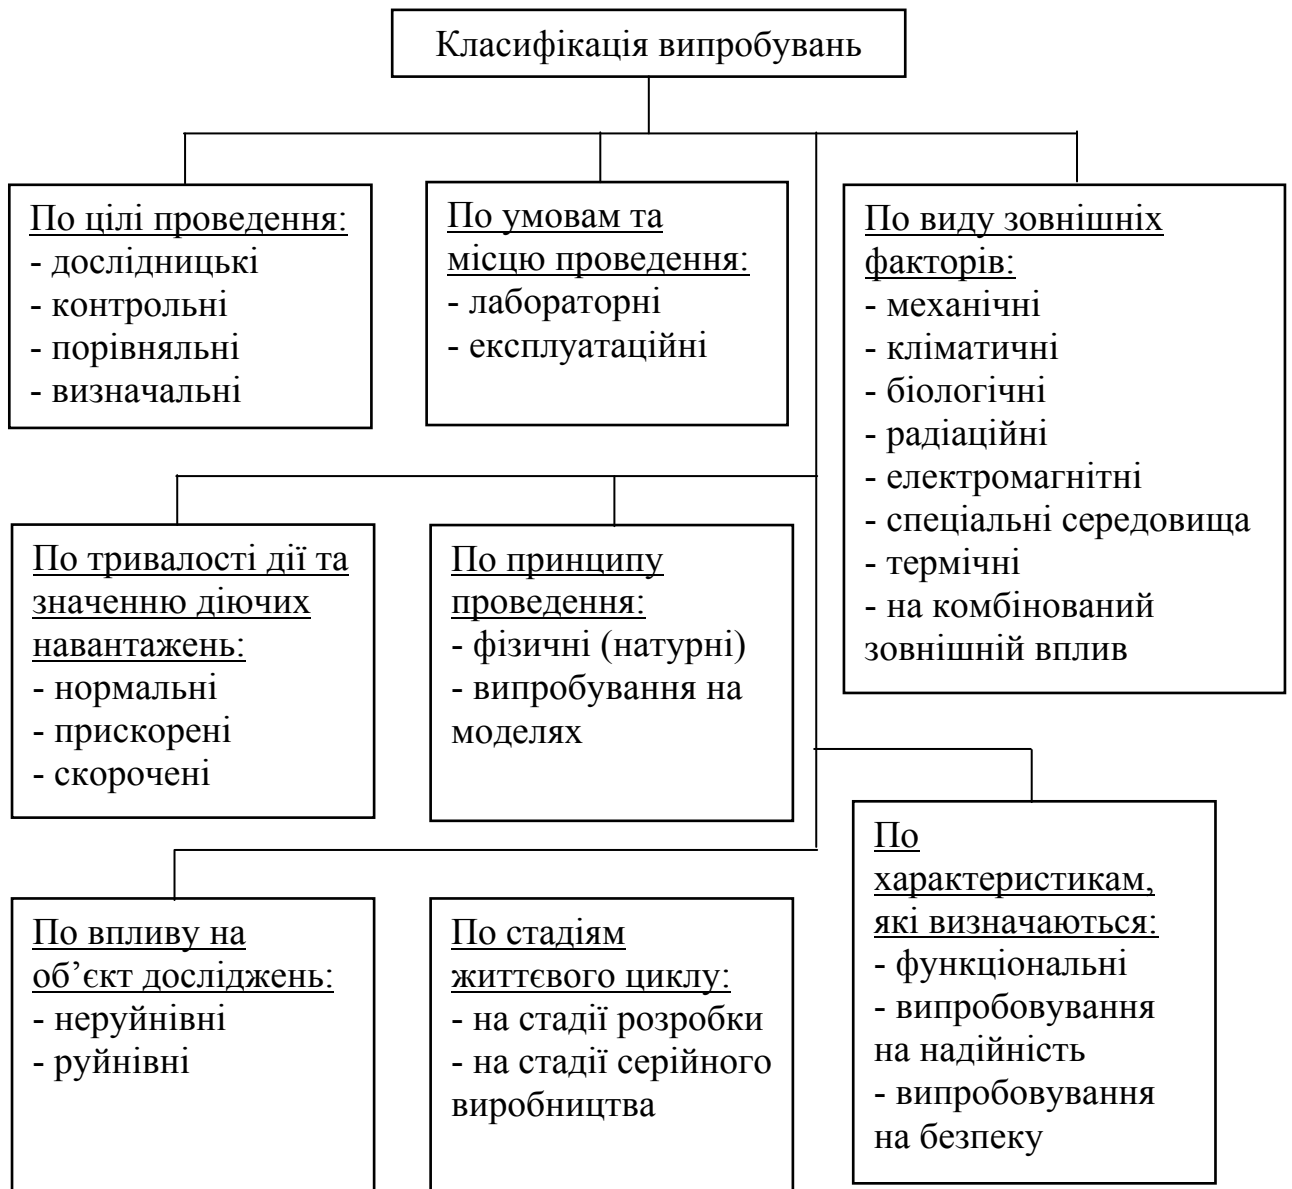 Класифікація випробувань
По цілі проведення:
- дослідницькі
- контрольні
- порівняльні
- визначальні
По умовам та
місцю проведення:
- лабораторні
- експлуатаційні
По виду зовнішніх
факторів:
- механічні
- кліматичні
- біологічні
- радіаційні
- електромагнітні
- спеціальні середовища
- термічні
- на комбінований
зовнішній вплив
По тривалості дії та
значенню діючих
навантажень:
- нормальні
- прискорені
- скорочені
По принципу
проведення:
- фізичні (натурні)
- випробування на
моделях
По впливу на
об’єкт досліджень:
- неруйнівні
- руйнівні
По стадіям
життєвого циклу:
- на стадії розробки
- на стадії серійного
виробництва
По
характеристикам,
які визначаються:
- функціональні
- випробовування
на надійність
- випробовування
на безпеку